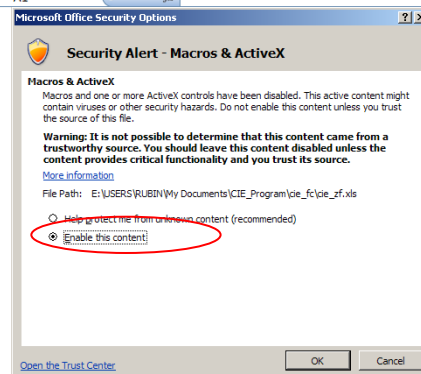 Microsoft Office Security Options
Security Alert - Macros & ActiveX
Macros & ActiveX
Macros and one or more ActiveX controls have been disabled. This active content might
contain viruses or other security hazards. Do not enable this content unless you trust
the source of this file.
Warning: It is not possible to determine that this content came from a
trustworthy source. You should leave this content disabled unless the
content provides critical functionality and you trust its source.
More information
File Path: E:\USERS\RUBIN\My Documents\CIE_Program\cie_fc\cie_zf.xls
Help protect me from unknown content (recommended)
Enable this content
Open the Trust Center
OK
Cancel